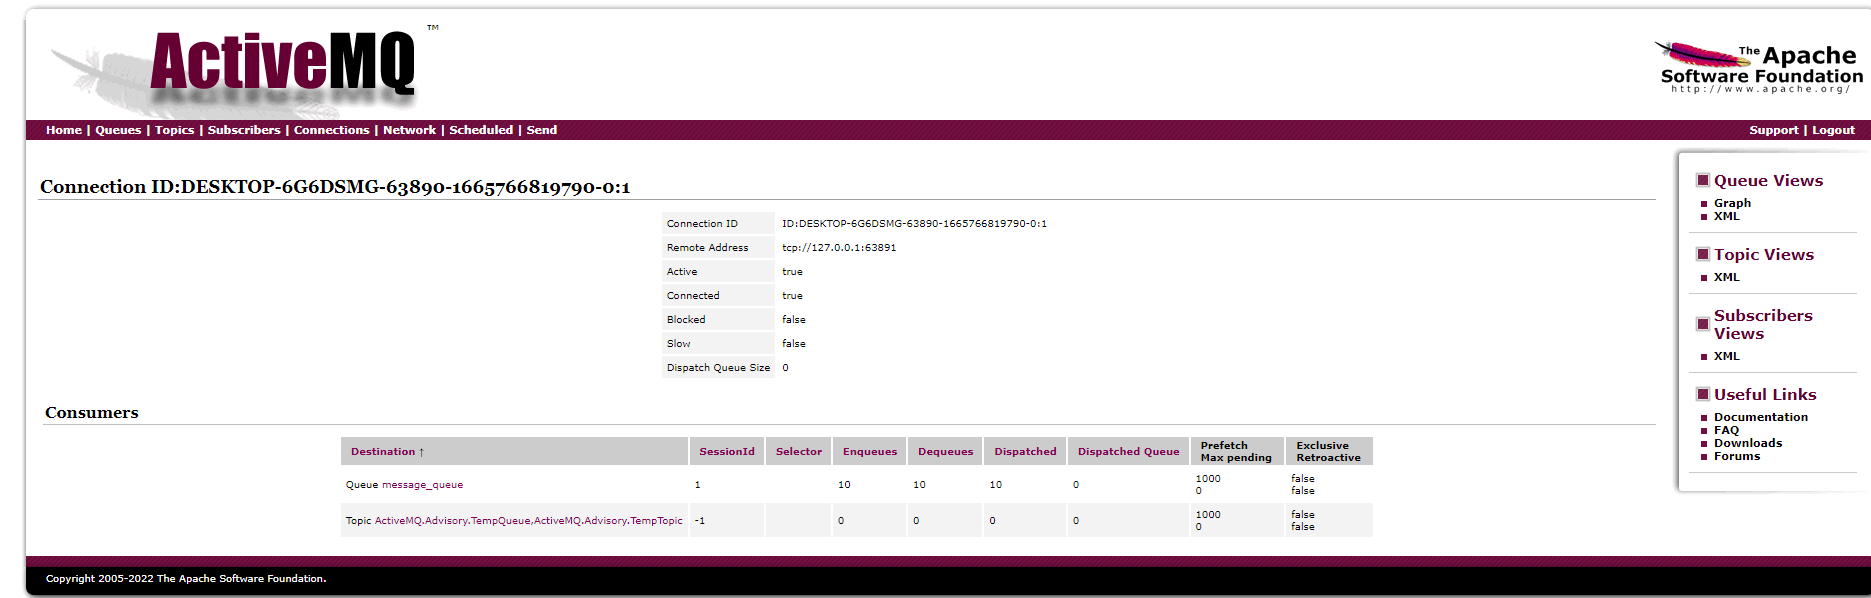 ActiveMQ ™
The Apache
Software Foundation
http://www.apache.org/
Home | Queues | Topics | Subscribers | Connections | Network | Scheduled | Send
Support | Logout
Connection ID:DESKTOP-6G6DSMG-63890-1665766819790-0:1
Connection ID ID:DESKTOP-6G6DSMG-63890-1665766819790-0:1
Remote Address tcp://127.0.0.1:63891
Active true
Connected true
Blocked false
Slow false
Dispatch Queue Size 0
Consumers
Destination ↑ SessionId Selector Enqueues Dequeues Dispatched Dispatched Queue Prefetch Exclusive
Max pending Retroactive
Queue message_queue 1 10 10 10 0 1000 false
0 false
Topic ActiveMQ.Advisory.TempQueue,ActiveMQ.Advisory.TempTopic -1 0 0 0 0 1000 false
0 false
Queue Views
Graph
XML
Topic Views
XML
Subscribers
Views
XML
Useful Links
Documentation
FAQ
Downloads
Forums
Copyright 2005-2022 The Apache Software Foundation.